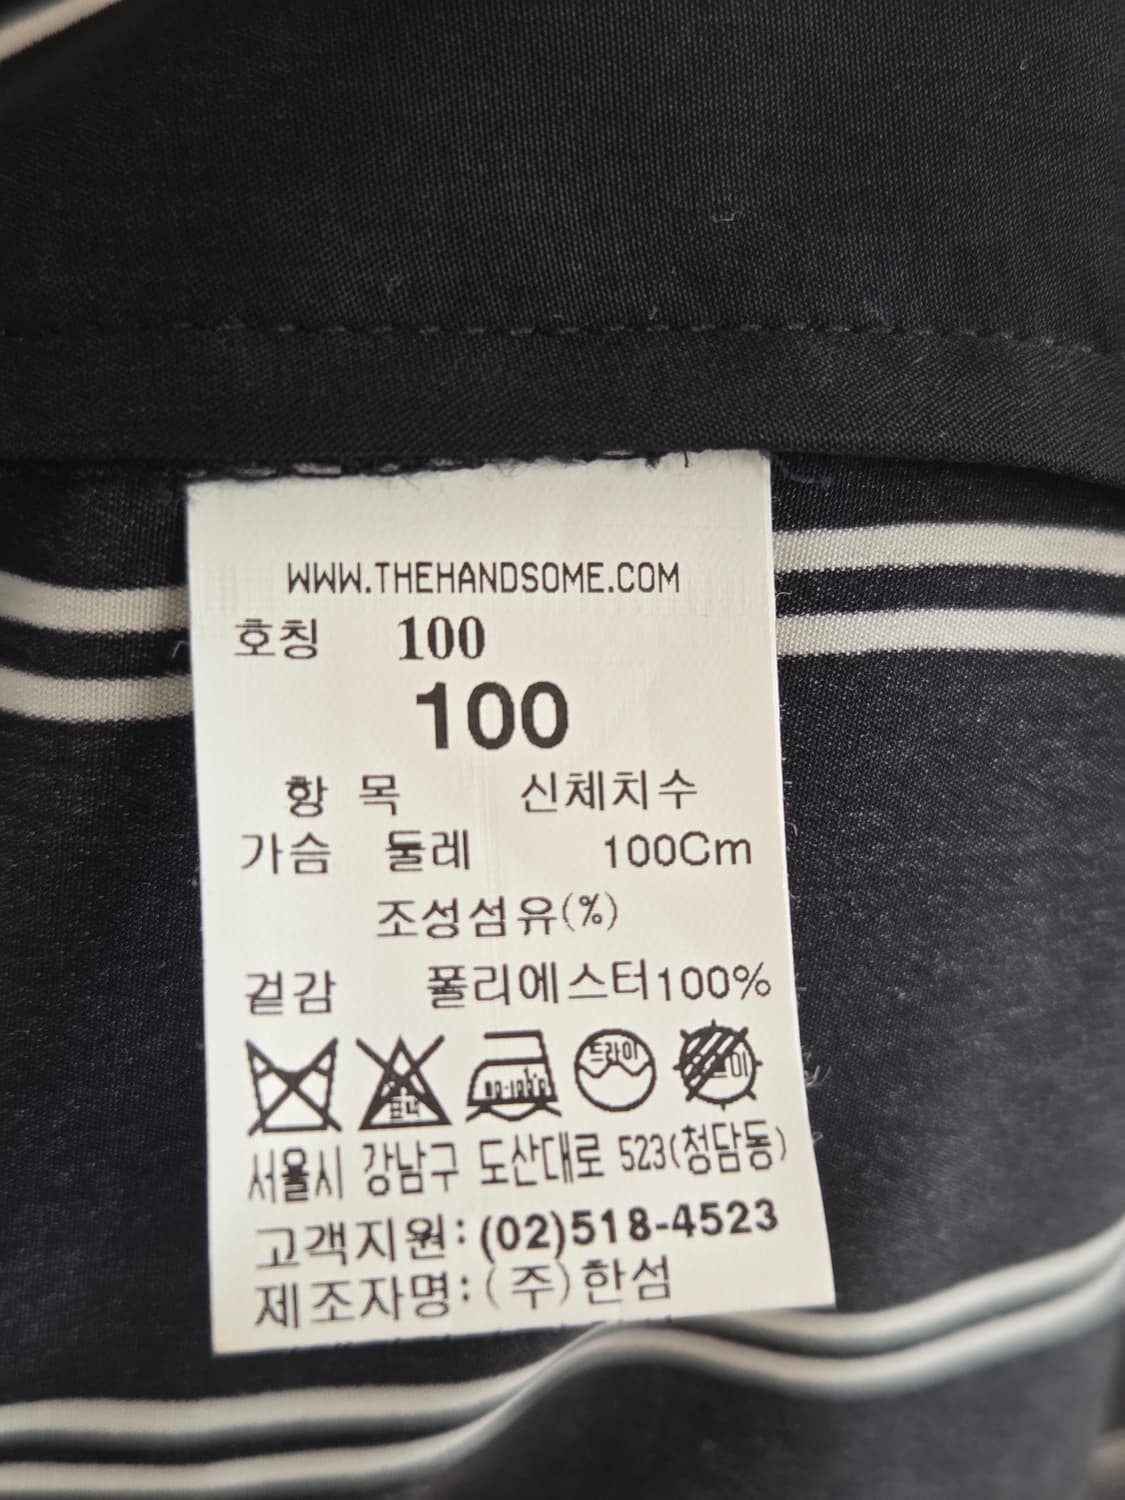 WWW.THEHANDSOME.COM
호칭 100
100
항 목 신체치수
가슴 둘레 100Cm
조성섬유(%)
겉감 폴리에스터100%
드라이
서울시 강남구 도산대로 523(청담동)
고객지원:(02)518-4523
제조자명:(주)한섬